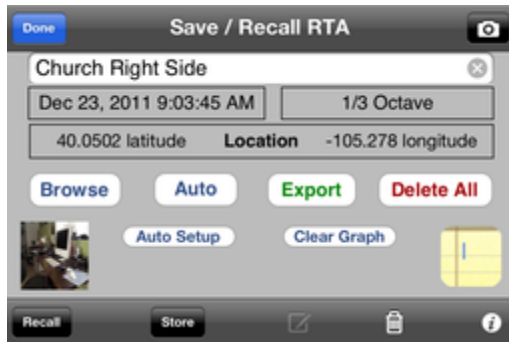 Done Save / Recall RTA
Church Right Side
Dec 23, 2011 9:03:45 AM 1/3 Octave
40.0502 latitude Location -105.278 longitude
Browse Auto Export Delete All
Auto Setup Clear Graph
Recall Store